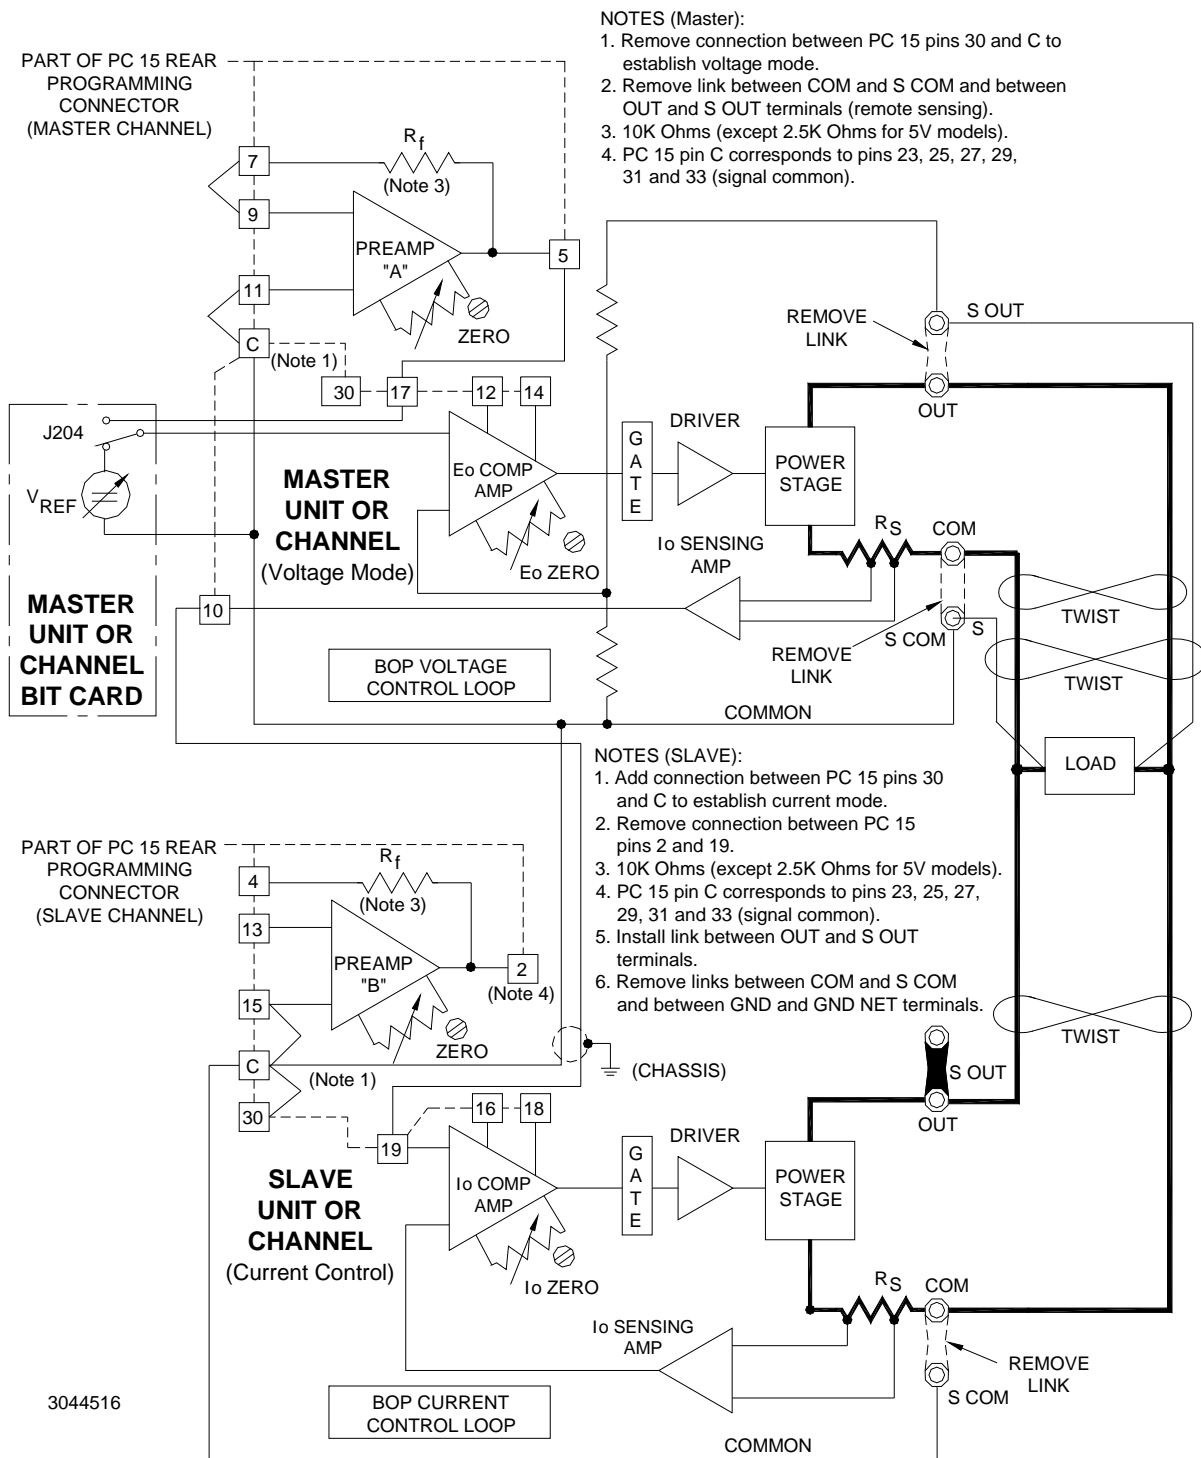 NOTES (Master):
1. Remove connection between PC 15 pins 30 and C to
establish voltage mode.
2. Remove link between COM and S COM and between
OUT and S OUT terminals (remote sensing).
3. 10K Ohms (except 2.5K Ohms for 5V models).
4. PC 15 pin C corresponds to pins 23, 25, 27, 29,
31 and 33 (signal common).
PART OF PC 15 REAR
PROGRAMMING
CONNECTOR
(MASTER CHANNEL)
Rf
(Note 3)
7
9
PREAMP
"A"
5
11
ZERO
C
(Note 1)
30
17
12
14
S OUT
REMOVE
LINK
OUT
J204
VREF
MASTER
UNIT OR
CHANNEL
(Voltage Mode)
Eo COMP
AMP
Eo ZERO
G
A
T
E
DRIVER
POWER
STAGE
RS
COM
Io SENSING
AMP
MASTER
UNIT OR
CHANNEL
BIT CARD
10
S COM
S
REMOVE
LINK
TWIST
TWIST
BOP VOLTAGE
CONTROL LOOP
COMMON
LOAD
NOTES (SLAVE):
1. Add connection between PC 15 pins 30
and C to establish current mode.
2. Remove connection between PC 15
pins 2 and 19.
3. 10K Ohms (except 2.5K Ohms for 5V models).
4. PC 15 pin C corresponds to pins 23, 25, 27,
29, 31 and 33 (signal common).
5. Install link between OUT and S OUT
terminals.
6. Remove links between COM and S COM
and between GND and GND NET terminals.
PART OF PC 15 REAR
PROGRAMMING
CONNECTOR
(SLAVE CHANNEL)
Rf
(Note 3)
4
13
PREAMP
"B"
2
(Note 4)
15
ZERO
C
(Note 1)
30
(CHASSIS)
TWIST
S OUT
OUT
19
16
18
SLAVE
UNIT OR
CHANNEL
(Current Control)
Io COMP
AMP
Io ZERO
G
A
T
E
DRIVER
POWER
STAGE
RS
COM
Io SENSING
AMP
REMOVE
LINK
S COM
BOP CURRENT
CONTROL LOOP
COMMON
3044516